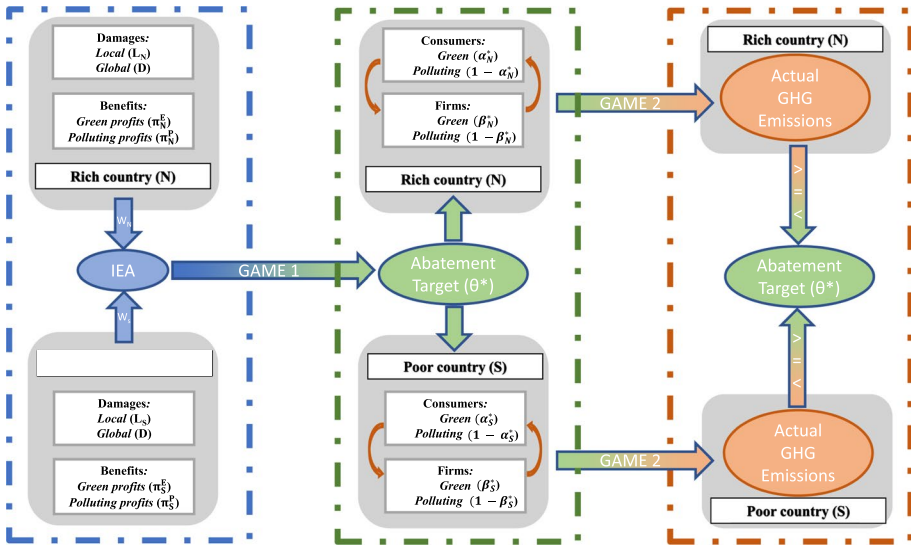 Damages:
Local (L_N)
Global (D)
Benefits:
Green profits (π_N^E)
Polluting profits (π_N^P)
Rich country (N)
W_N
IEA
W_L
Damages:
Local (L_S)
Global (D)
Benefits:
Green profits (π_S^E)
Polluting profits (π_S^P)
GAME 1
Consumers:
Green (α_N^*)
Polluting (1 − α_N^*)
Firms:
Green (β_N^*)
Polluting (1 −β_N^*)
Rich country (N)
Abatement
Target (θ*)
Poor country (S)
Consumers:
Green (α_S^*)
Polluting (1 − α_S^*)
Firms:
Green (β_S^*)
Polluting (1 −β_S^*)
GAME 2
GAME 2
Rich country (N)
Actual
GHG
Emissions
> = <
Abatement
Target (θ*)
> = <
Actual
GHG
Emissions
Poor country (S)